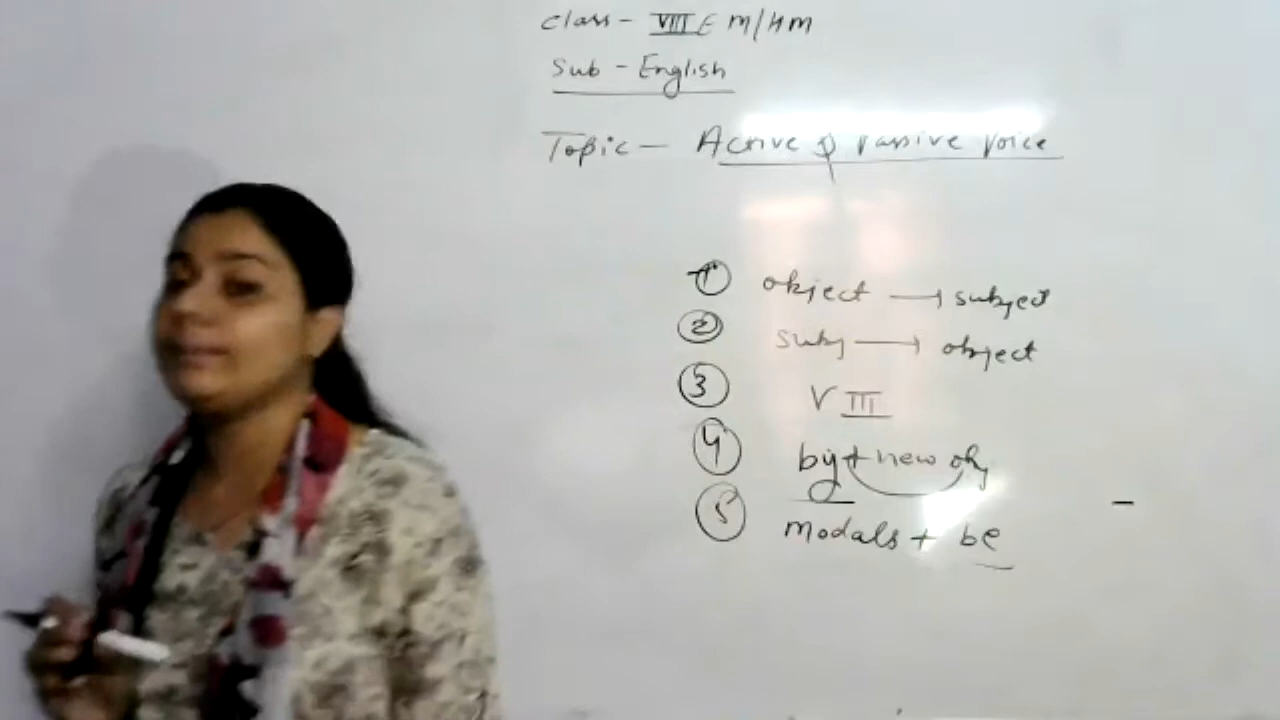 Class - VIII E M/HM
Sub - English
Topic - Active & Passive Voice
① object → subject
② subj → object
③ V III
④ by + new obj
⑤ Modals + be